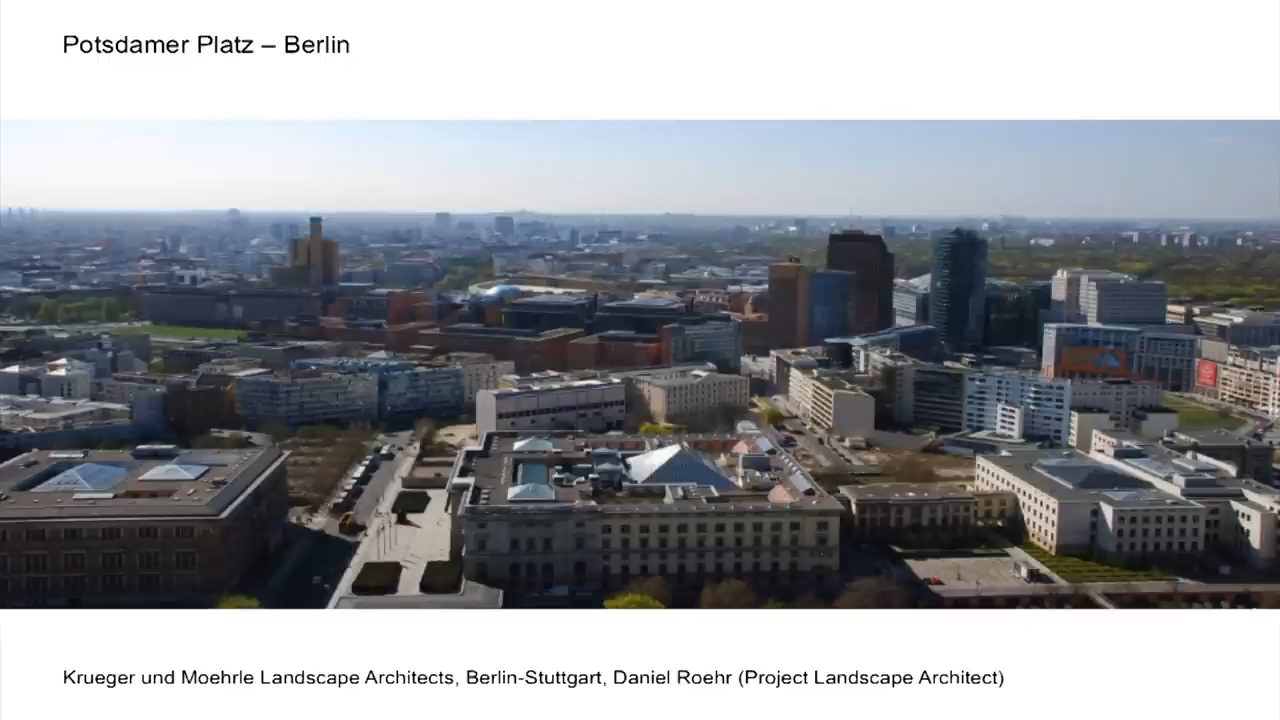 Potsdamer Platz – Berlin
Krueger und Moehrle Landscape Architects, Berlin-Stuttgart, Daniel Roehr (Project Landscape Architect)